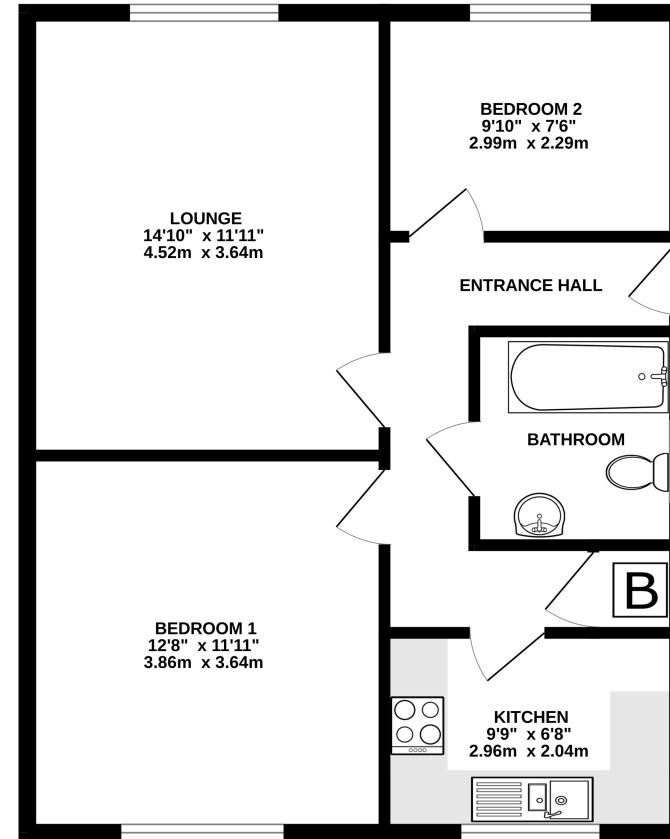 BEDROOM 2
9'10" x 7'6"
2.99m x 2.29m
LOUNGE
14'10" x 11'11"
4.52m x 3.64m
ENTRANCE HALL
BATHROOM
B
BEDROOM 1
12'8" x 11'11"
3.86m x 3.64m
KITCHEN
9'9" x 6'8"
2.96m x 2.04m